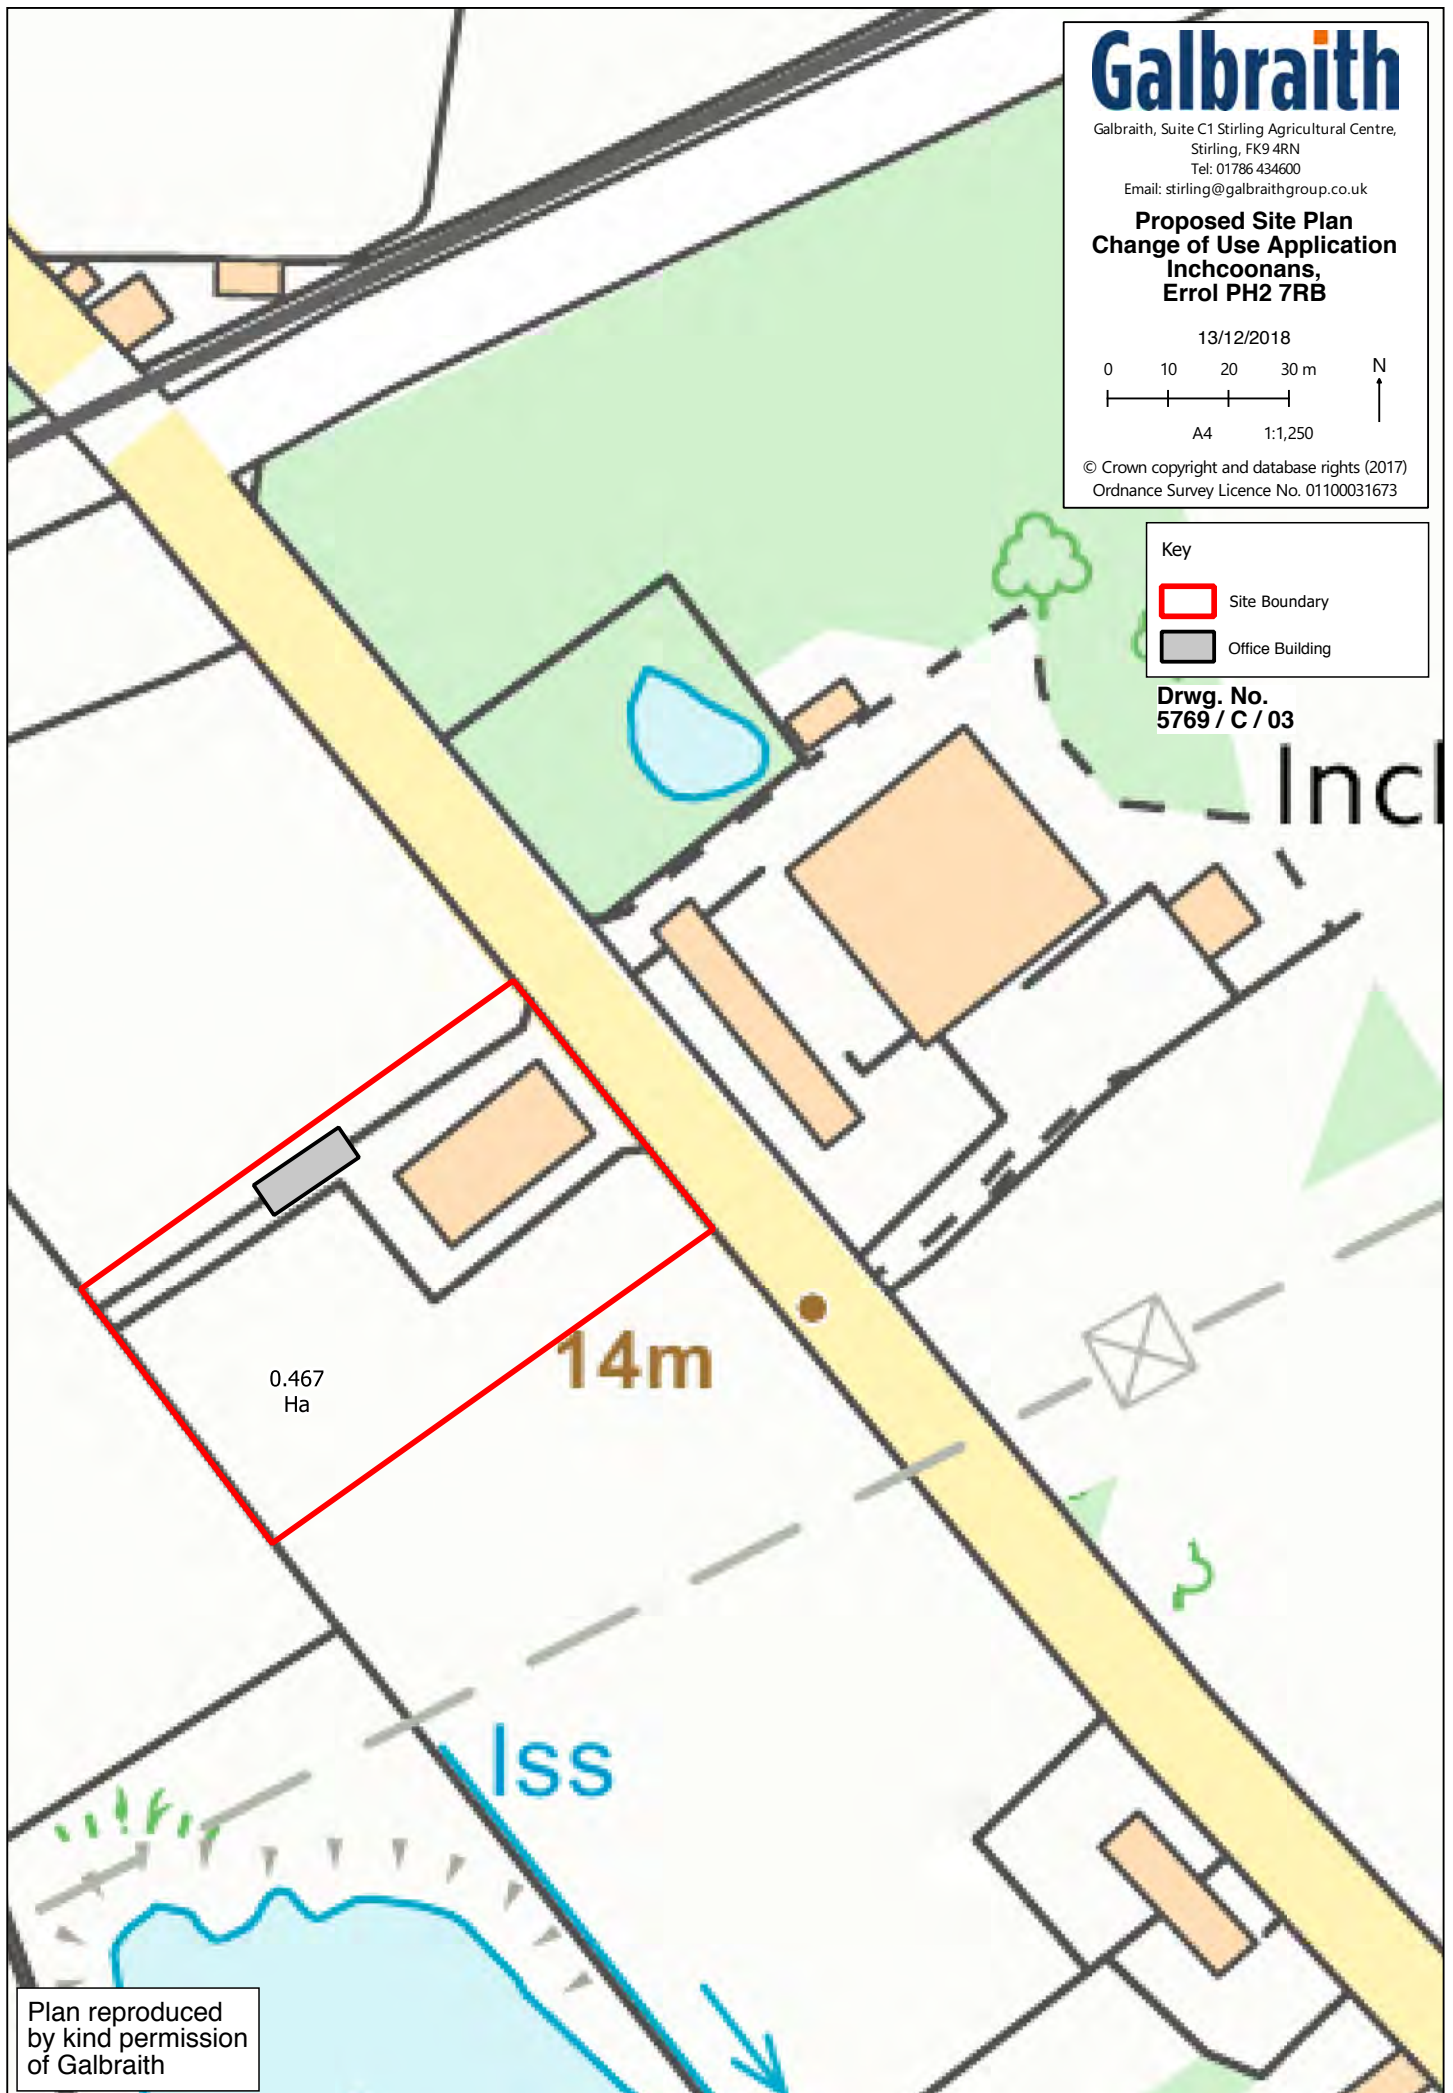 Galbraith
Galbraith, Suite C1 Stirling Agricultural Centre,
Stirling, FK9 4RN
Tel: 01786 434600
Email: stirling@galbraithgroup.co.uk
Proposed Site Plan
Change of Use Application
Inchcoonans,
Errol PH2 7RB
13/12/2018
0 10 20 30 m
N
A4 1:1,250
© Crown copyright and database rights (2017)
Ordnance Survey Licence No. 01100031673
Key
Site Boundary
Office Building
Drwg. No.
5769 / C / 03
Incl
14m
0.467
Ha
Iss
Plan reproduced
by kind permission
of Galbraith